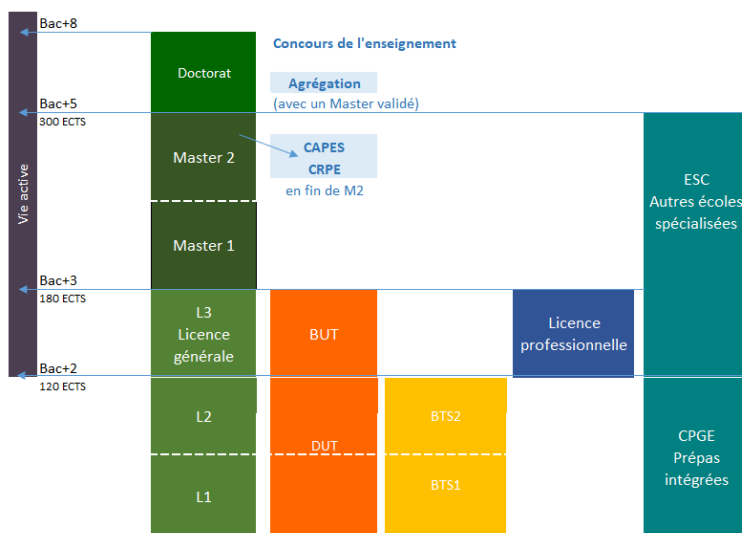 Bac+8
Concours de l'enseignement
Doctorat
Agrégation
(avec un Master validé)
Bac+5
300 ECTS
CAPES
CRPE
en fin de M2
Master 2
Vie active
ESC
Autres écoles
spécialisées
Master 1
Bac+3
180 ECTS
L3
Licence
générale
BUT
Licence
professionnelle
Bac+2
120 ECTS
L2
DUT
BTS2
CPGE
Prépas
intégrées
L1
BTS1